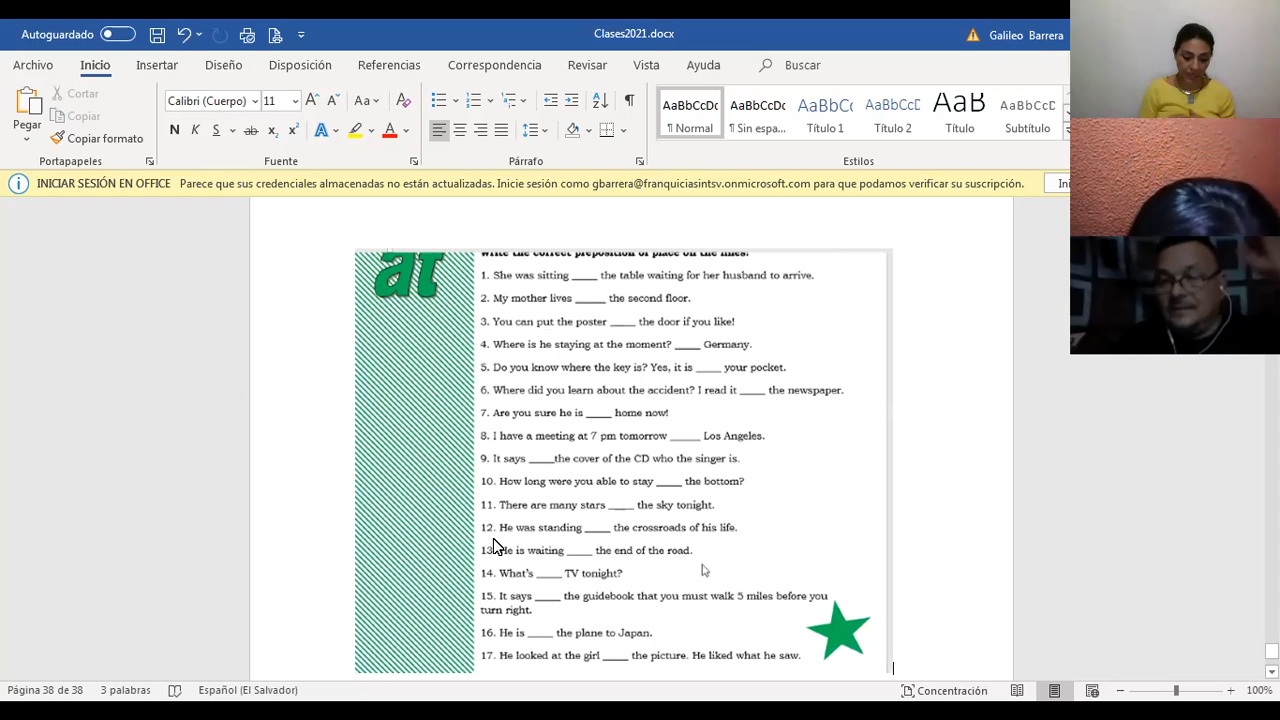 Autoguardado
Clases2021.docx
Galileo Barrera
Archivo Inicio Insertar Diseño Disposición Referencias Correspondencia Revisar Vista Ayuda Buscar
Pegar
Cortar
Copiar
Copiar formato
Portapapeles
Calibri (Cuerpo) 11
N K S ab x₂ x²
Fuente
Párrafo
AaBbCcDc AaBbCcDc AaBbCc AaBbCcD AaB AaBbCcD
¶ Normal ¶ Sin espa... Título 1 Título 2 Título Subtítulo
Estilos
INICIAR SESIÓN EN OFFICE Parece que sus credenciales almacenadas no están actualizadas. Inicie sesión como gbarrera@franquiciasintsv.onmicrosoft.com para que podamos verificar su suscripción.
at
Write the correct preposition of place on the lines!
1. She was sitting ____ the table waiting for her husband to arrive.
2. My mother lives _____ the second floor.
3. You can put the poster ____ the door if you like!
4. Where is he staying at the moment? ____ Germany.
5. Do you know where the key is? Yes, it is ____ your pocket.
6. Where did you learn about the accident? I read it ____ the newspaper.
7. Are you sure he is ____ home now!
8. I have a meeting at 7 pm tomorrow _____ Los Angeles.
9. It says ____the cover of the CD who the singer is.
10. How long were you able to stay ____ the bottom?
11. There are many stars ____ the sky tonight.
12. He was standing ____ the crossroads of his life.
13. He is waiting ____ the end of the road.
14. What's ____ TV tonight?
15. It says ____ the guidebook that you must walk 5 miles before you
turn right.
16. He is ____ the plane to Japan.
17. He looked at the girl ____ the picture. He liked what he saw.
Página 38 de 38 3 palabras Español (El Salvador) Concentración 100%